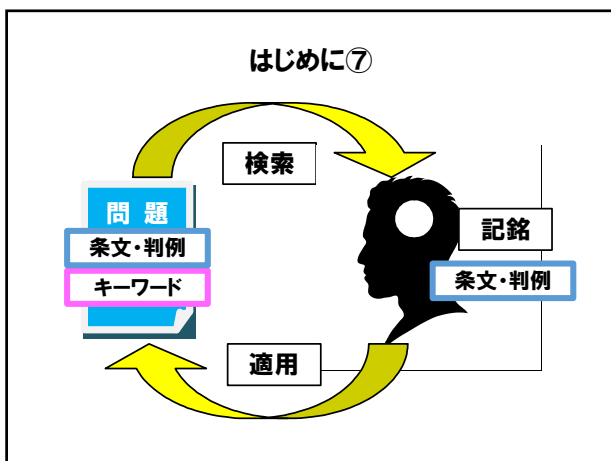 はじめに⑦
検索
問題
条文・判例
キーワード
記銘
条文・判例
適用